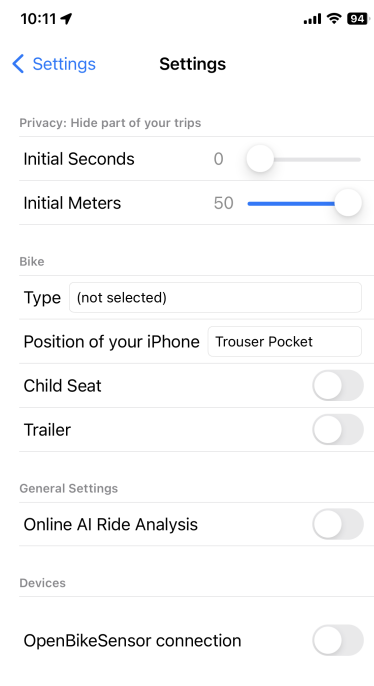 10:11
94
Settings
Settings
Privacy: Hide part of your trips
Initial Seconds 0
Initial Meters 50
Bike
Type (not selected)
Position of your iPhone Trouser Pocket
Child Seat
Trailer
General Settings
Online AI Ride Analysis
Devices
OpenBikeSensor connection